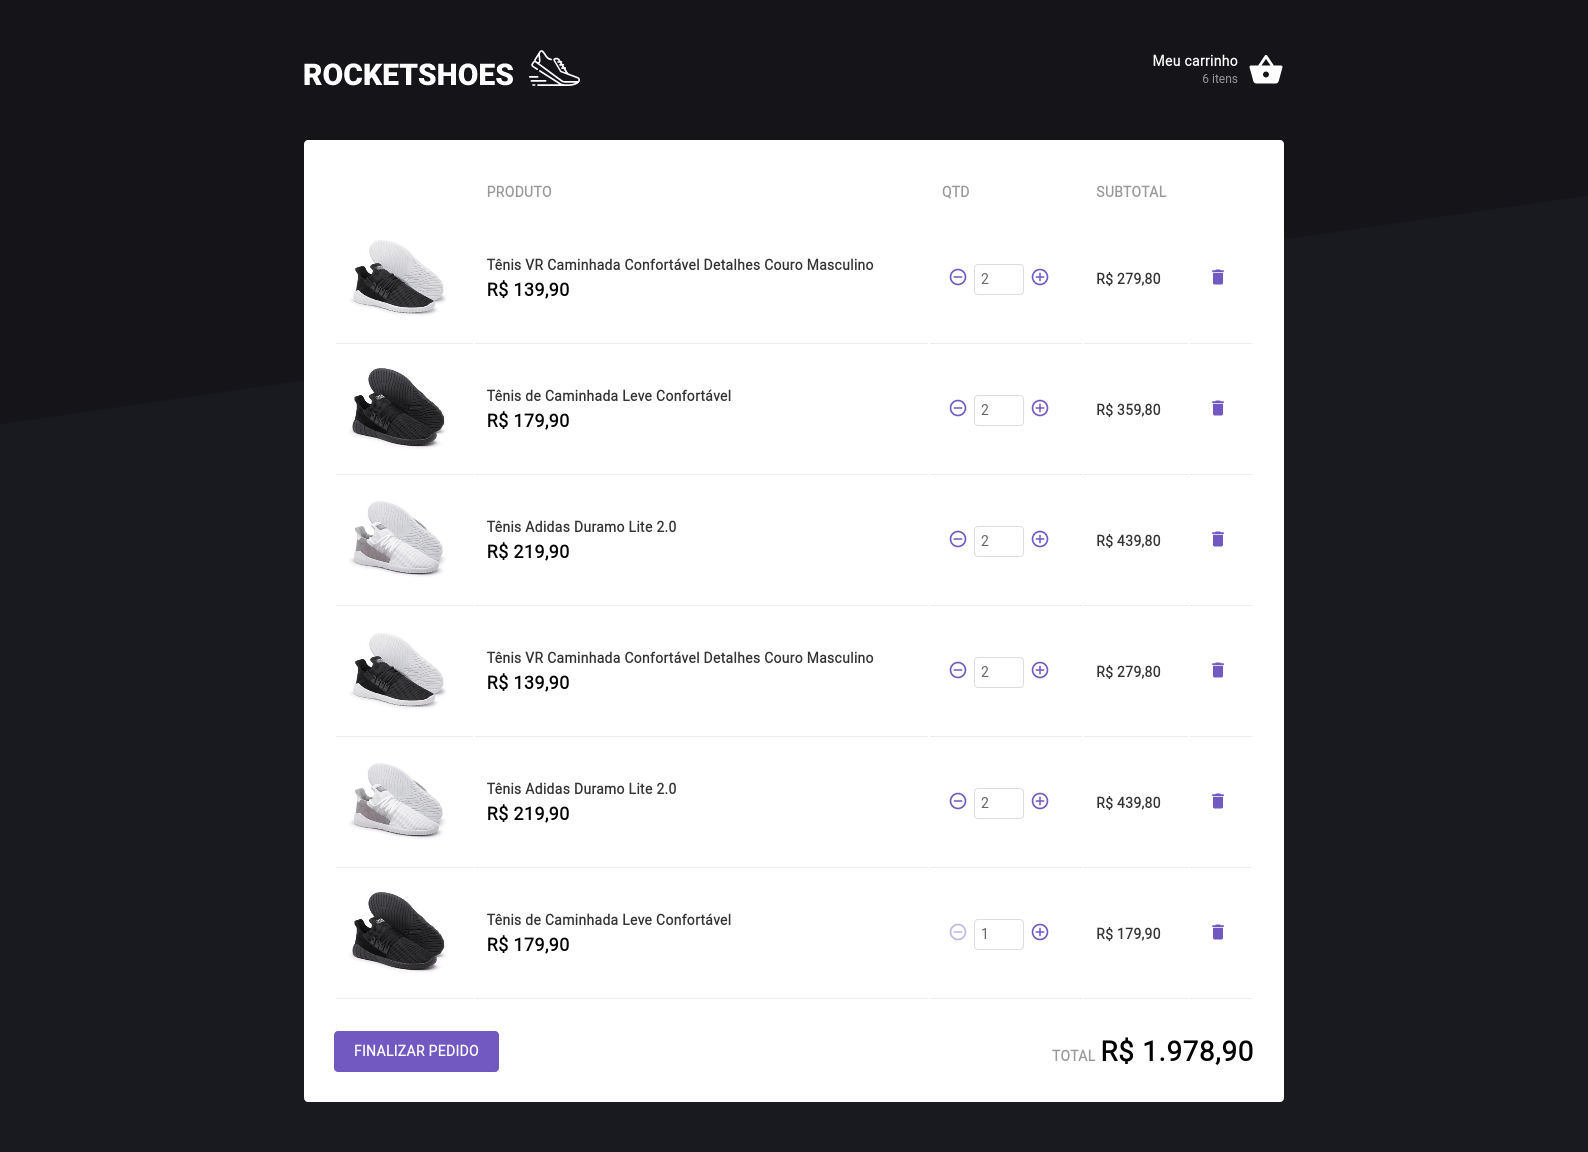 ROCKETSHOES
Meu carrinho
6 itens
PRODUTO QTD SUBTOTAL
Tênis VR Caminhada Confortável Detalhes Couro Masculino
R$ 139,90
2
R$ 279,80
Tênis de Caminhada Leve Confortável
R$ 179,90
2
R$ 359,80
Tênis Adidas Duramo Lite 2.0
R$ 219,90
2
R$ 439,80
Tênis VR Caminhada Confortável Detalhes Couro Masculino
R$ 139,90
2
R$ 279,80
Tênis Adidas Duramo Lite 2.0
R$ 219,90
2
R$ 439,80
Tênis de Caminhada Leve Confortável
R$ 179,90
1
R$ 179,90
FINALIZAR PEDIDO
TOTAL R$ 1.978,90